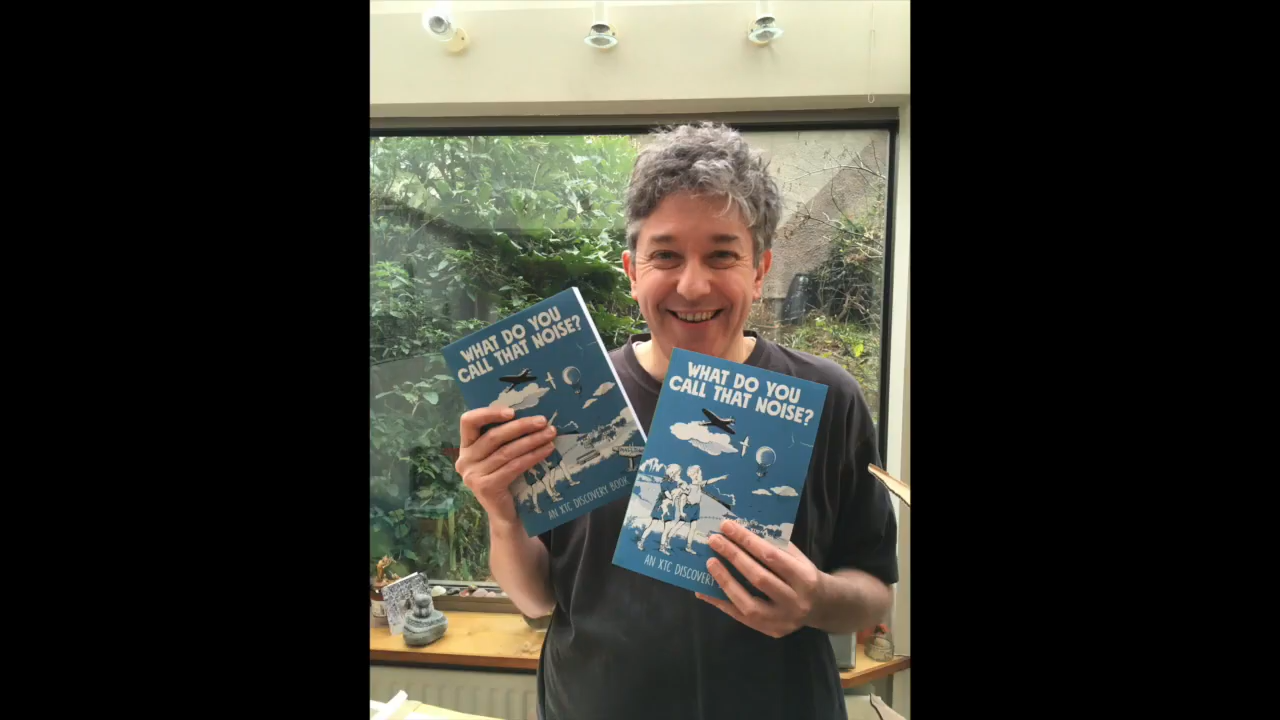 WHAT DO YOU
CALL THAT NOISE?
AN XTC DISCOVERY BOOK
WHAT DO YOU
CALL THAT NOISE?
AN XTC DISCOVERY